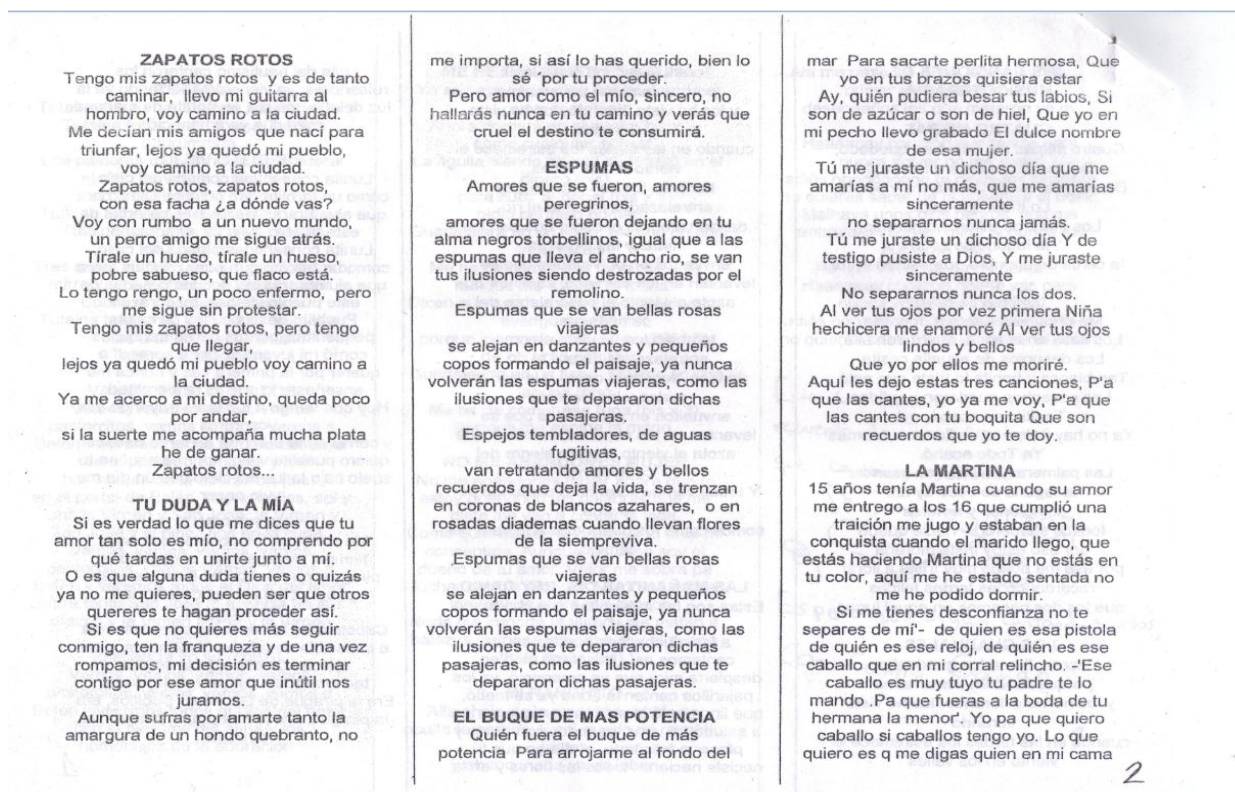 ZAPATOS ROTOS
Tengo mis zapatos rotos y es de tanto
caminar, llevo mi guitarra al
hombro, voy camino a la ciudad.
Me decían mis amigos que nací para
triunfar, lejos ya quedó mi pueblo,
voy camino a la ciudad.
Zapatos rotos, zapatos rotos,
con esa facha ¿a dónde vas?
Voy con rumbo a un nuevo mundo
un perro amigo me sigue atrás.
Tírale un hueso, tírale un hueso,
pobre sabueso, que flaco está.
Lo tengo rengo, un poco enfermo, pero
me sigue sin protestar.
Tengo mis zapatos rotos, pero tengo
que llegar,
lejos ya quedó mi pueblo voy camino
a la ciudad.
Ya me acerco a mi destino, queda poco
por andar,
si la suerte me acompaña mucha plata
he de ganar.
Zapatos rotos...
TU DUDA Y LA MÍA
Si es verdad lo que me dices que tu
amor tan solo es mío, no comprendo por
qué tardas en unirte junto a mí.
O es que alguna duda tienes o quizás
ya no me quieres, pueden ser que otros
quereres te hagan proceder así.
Si es que no quieres más seguir
conmigo, ten la franqueza y de una vez
rompamos, mi decisión es terminar
contigo por ese amor que inútil nos
juramos.
Aunque sufras por amarte tanto la
amargura de un hondo quebranto, no
me importa, si así lo has querido, bien lo
sé por tu proceder.
Pero amor como el mío, sincero, no
hallarás nunca en tu camino y verás que
cruel el destino te consumirá.
ESPUMAS
Amores que se fueron, amores
peregrinos,
amores que se fueron dejando en tu
alma negros torbellinos, igual que a las
espumas que lleva el ancho rio, se van
tus ilusiones siendo destrozadas por el
remolino.
Espumas que se van bellas rosas
viajeras
se alejan en danzantes y pequeños
copos formando el paisaje, ya nunca
volverán las espumas viajeras, como las
ilusiones que te depararon dichas
pasajeras.
Espejos tembladores, de aguas
fugitivas,
van retratando amores y bellos
recuerdos que deja la vida, se trenzan
en coronas de blancos azahares, o en
rosadas diademas cuando llevan flores
de la siempreviva.
Espumas que se van bellas rosas
viajeras
se alejan en danzantes y pequeños
copos formando el paisaje, ya nunca
volverán las espumas viajeras, como las
ilusiones que te depararon dichas
pasajeras, como las ilusiones que te
depararon dichas pasajeras.
EL BUQUE DE MAS POTENCIA
Quién fuera el buque de más
potencia Para arrojarme al fondo del
mar Para sacarte perlita hermosa, Que
yo en tus brazos quisiera estar
Ay, quién pudiera besar tus labios, Si
son de azúcar o son de hiel, Que yo en
mi pecho llevo grabado El dulce nombre
de esa mujer.
Tú me juraste un dichoso día que me
amarías a mí no más, que me amarías
sinceramente
no separarnos nunca jamás.
Tú me juraste un dichoso día Y de
testigo pusiste a Dios, Y me juraste
sinceramente
No separarnos nunca los dos.
Al ver tus ojos por vez primera Niña
hechicera me enamoré Al ver tus ojos
lindos y bellos
Que yo por ellos me moriré.
Aquí les dejo estas tres canciones, P'a
que las cantes, yo ya me voy, P'a que
las cantes con tu boquita Que son
recuerdos que yo te doy.
LA MARTINA
15 años tenía Martina cuando su amor
me entrego a los 16 que cumplió una
traición me jugo y estaban en la
conquista cuando el marido llego, que
estás haciendo Martina que no estás en
tu color, aquí me he estado sentada no
me he podido dormir.
Si me tienes desconfianza no te
separes de mí'- de quien es esa pistola
de quién es ese reloj, de quién es ese
caballo que en mi corral relincho. -'Ese
caballo es muy tuyo tu padre te lo
mando .Pa que fueras a la boda de tu
hermana la menor'. Yo pa que quiero
caballo si caballos tengo yo. Lo que
quiero es q me digas quien en mi cama
2